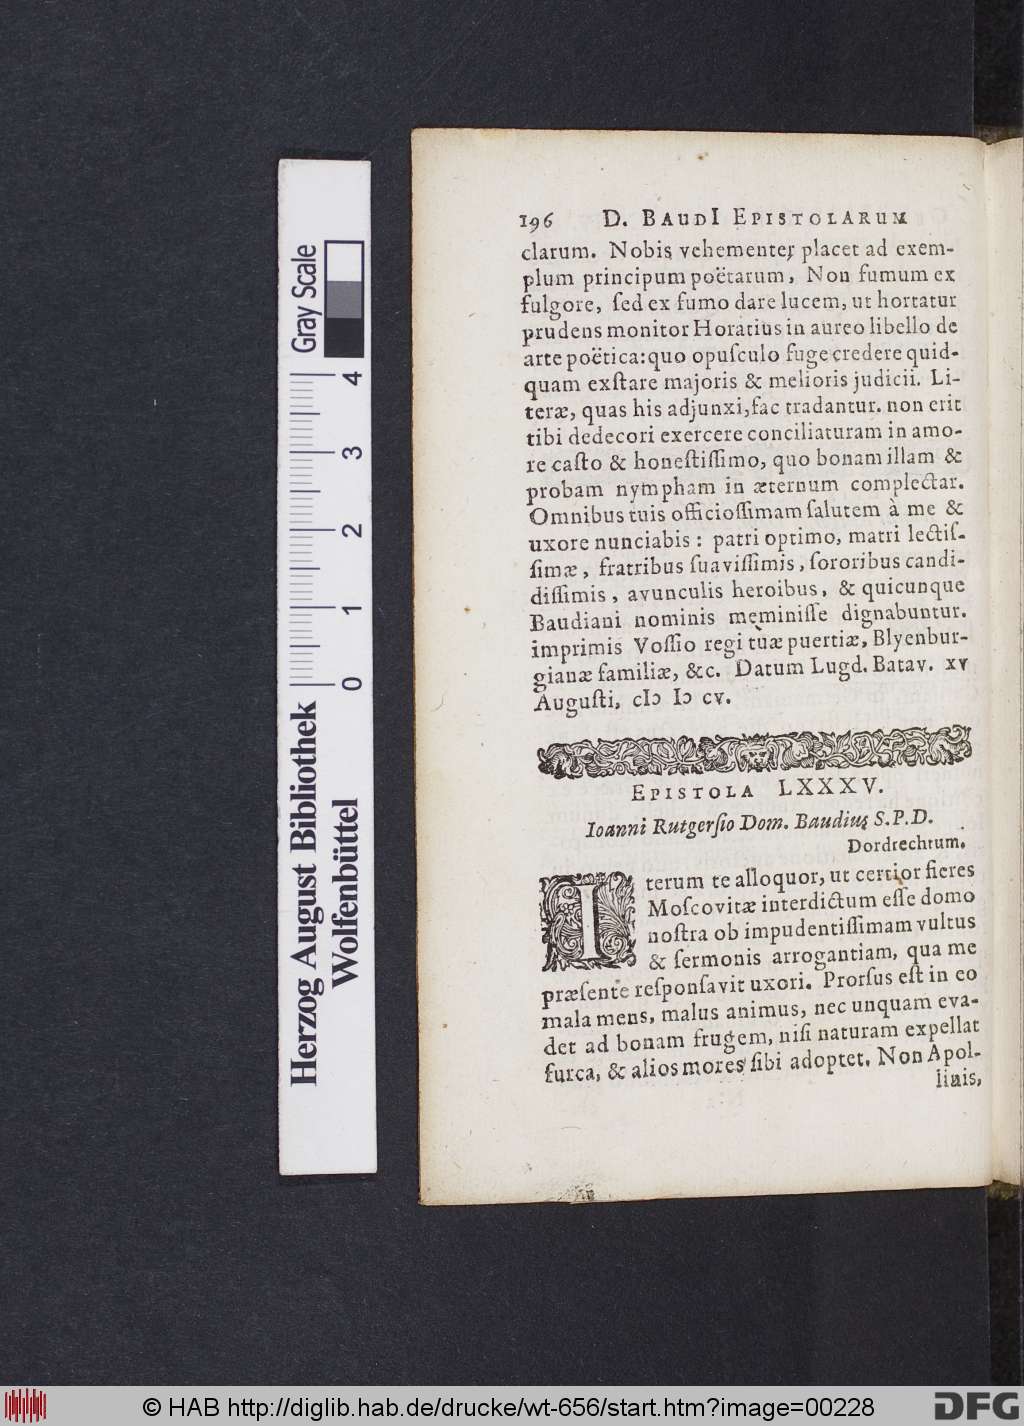 196 D. BaudI Epistolarum
clarum. Nobis vehementer placet ad exem-
plum principum poëtarum, Non fumum ex
fulgore, ſed ex fumo dare lucem, ut hortatur
prudens monitor Horatius in aureo libello de
arte poëtica: quo opuſculo fuge credere quid-
quam exſtare majoris & melioris judicii. Li-
teræ, quas his adjunxi, fac tradantur. non erit
tibi dedecori exercere conciliaturam in amo-
re caſto & honeſtiſſimo, quo bonam illam &
probam nympham in æternum complectar.
Omnibus tuis officioſſimam ſalutem à me &
uxore nunciabis: patri optimo, matri lectiſ-
ſimæ, fratribus ſuaviſſimis, ſororibus candi-
diſſimis, avunculis heroibus, & quicunque
Baudiani nominis meminiſſe dignabuntur.
imprimis Voſſio regi tuæ puertiæ, Blyenbur-
gianæ familiæ, &c. Datum Lugd. Batav. xv
Auguſti, cIↄ Iↄ cv.
Epistola LXXXV.
Ioanni Rutgerſio Dom. Baudius S. P. D.
Dordrechtum.
Iterum te alloquor, ut certior fieres
Moſcovitæ interdictum eſſe domo
noſtra ob impudentiſſimam vultus
& ſermonis arrogantiam, qua me
præſente reſponſavit uxori. Prorſus eſt in eo
mala mens, malus animus, nec unquam eva-
det ad bonam frugem, niſi naturam expellat
furca, & alios mores ſibi adoptet. Non Apol-
linis,
Gray Scale
4
3
2
1
0
Herzog August Bibliothek
Wolfenbüttel
© HAB http://diglib.hab.de/drucke/wt-656/start.htm?image=00228
DFG